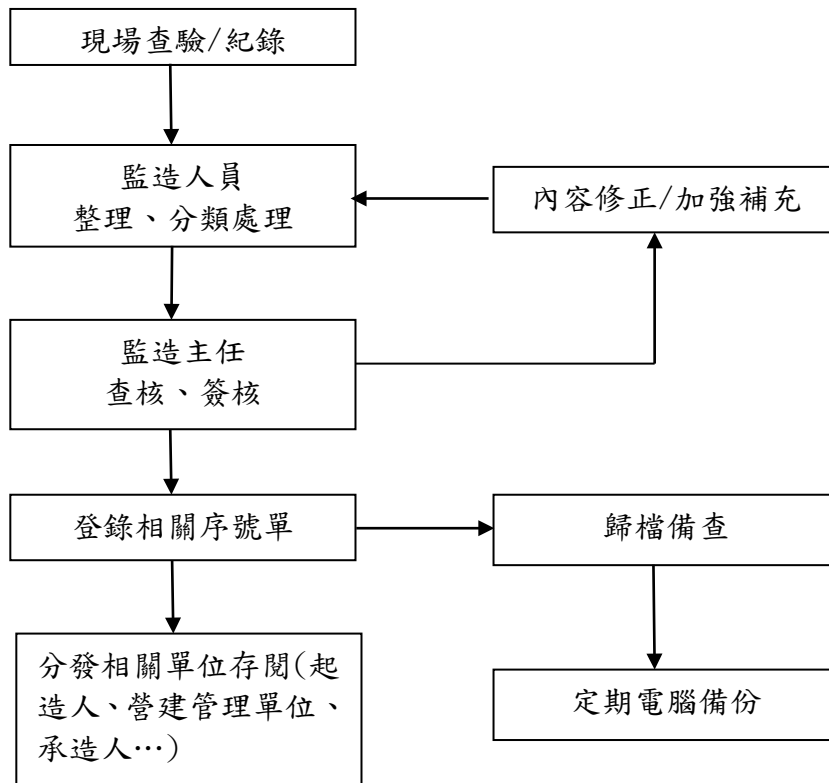 現場查驗/紀錄
監造人員
整理、分類處理
內容修正/加強補充
監造主任
查核、簽核
登錄相關序號單
歸檔備查
分發相關單位存閱(起
造人、營建管理單位、
承造人…)
定期電腦備份